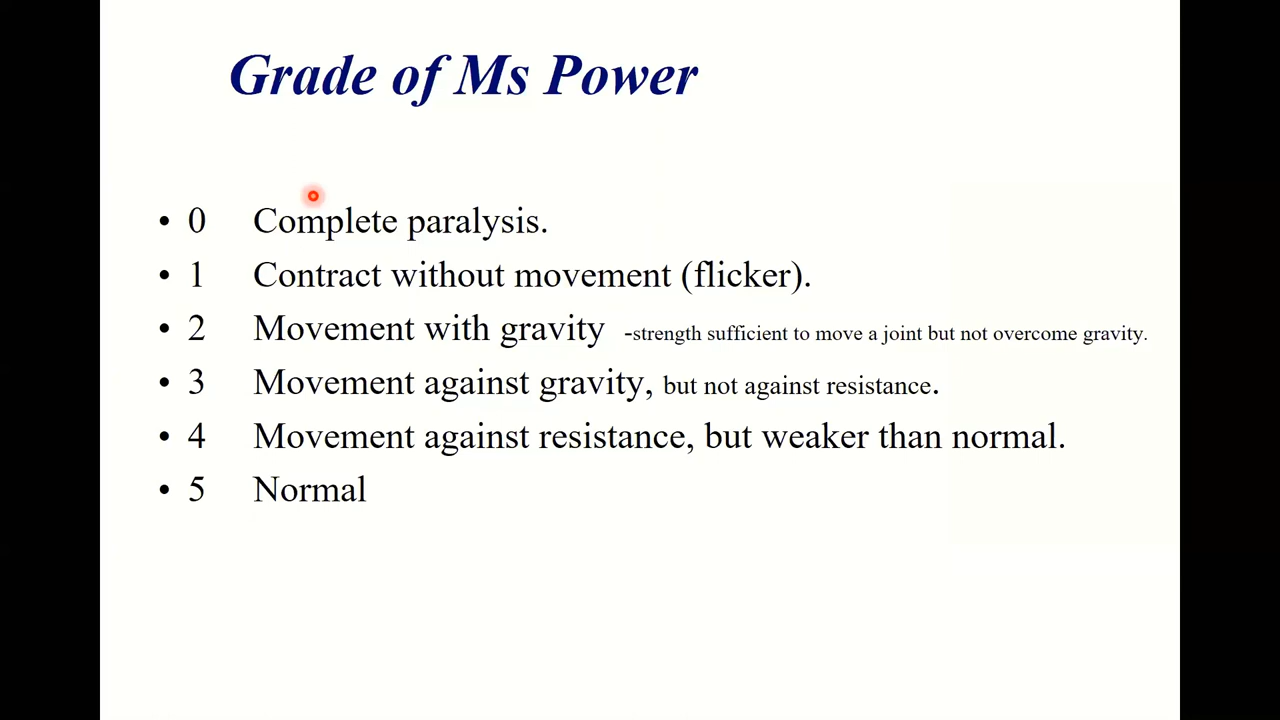 Grade of Ms Power
• 0 Complete paralysis.
• 1 Contract without movement (flicker).
• 2 Movement with gravity -strength sufficient to move a joint but not overcome gravity.
• 3 Movement against gravity, but not against resistance.
• 4 Movement against resistance, but weaker than normal.
• 5 Normal